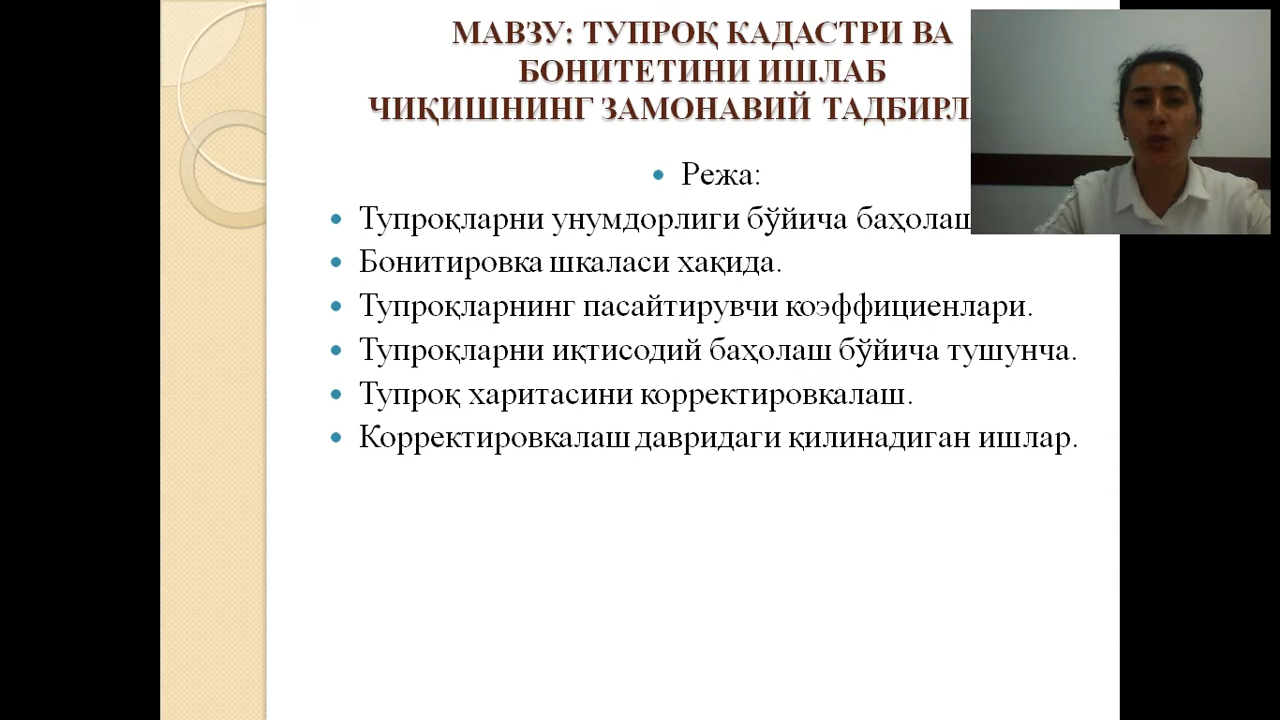 МАВЗУ: ТУПРОҚ КАДАСТРИ ВА
БОНИТЕТИНИ ИШЛАБ
ЧИҚИШНИНГ ЗАМОНАВИЙ
• Режа:
• Тупроқларни унумдорлиги бўйича баҳолаш
• Бонитировка шкаласи хақида.
• Тупроқларнинг пасайтирувчи коэффициенлари.
• Тупроқларни иқтисодий баҳолаш бўйича тушунча.
• Тупроқ харитасини корректировкалаш.
• Корректировкалаш давридаги қилинадиган ишлар.